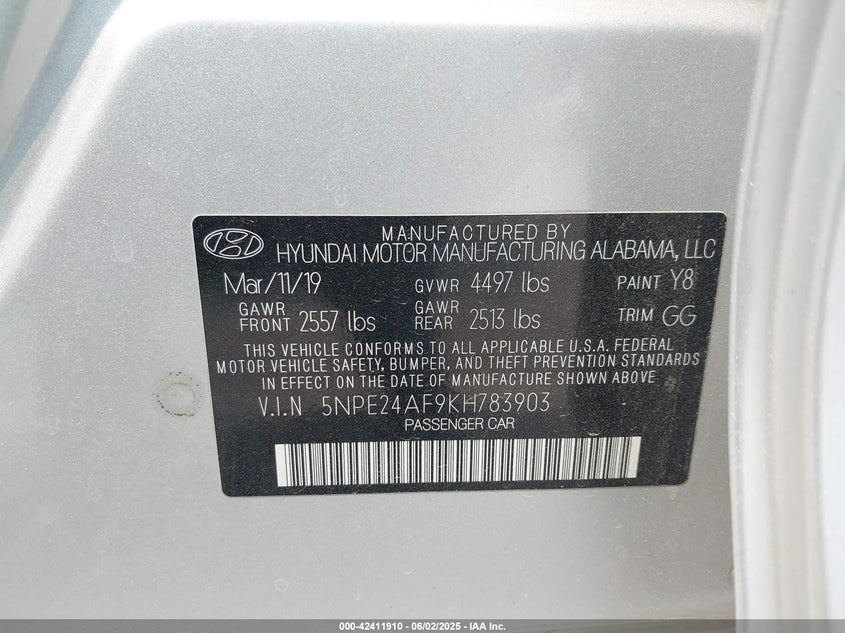 MANUFACTURED BY
HYUNDAI MOTOR MANUFACTURING ALABAMA, LLC
Mar/11/19 GVWR 4497 lbs PAINT Y8
GAWR FRONT 2557 lbs GAWR REAR 2513 lbs TRIM GG
THIS VEHICLE CONFORMS TO ALL APPLICABLE U.S.A. FEDERAL
MOTOR VEHICLE SAFETY, BUMPER, AND THEFT PREVENTION STANDARDS
IN EFFECT ON THE DATE OF MANUFACTURE SHOWN ABOVE
V.I.N 5NPE24AF9KH783903
PASSENGER CAR
000-42411910 | 06/02/2025 - IAA Inc.